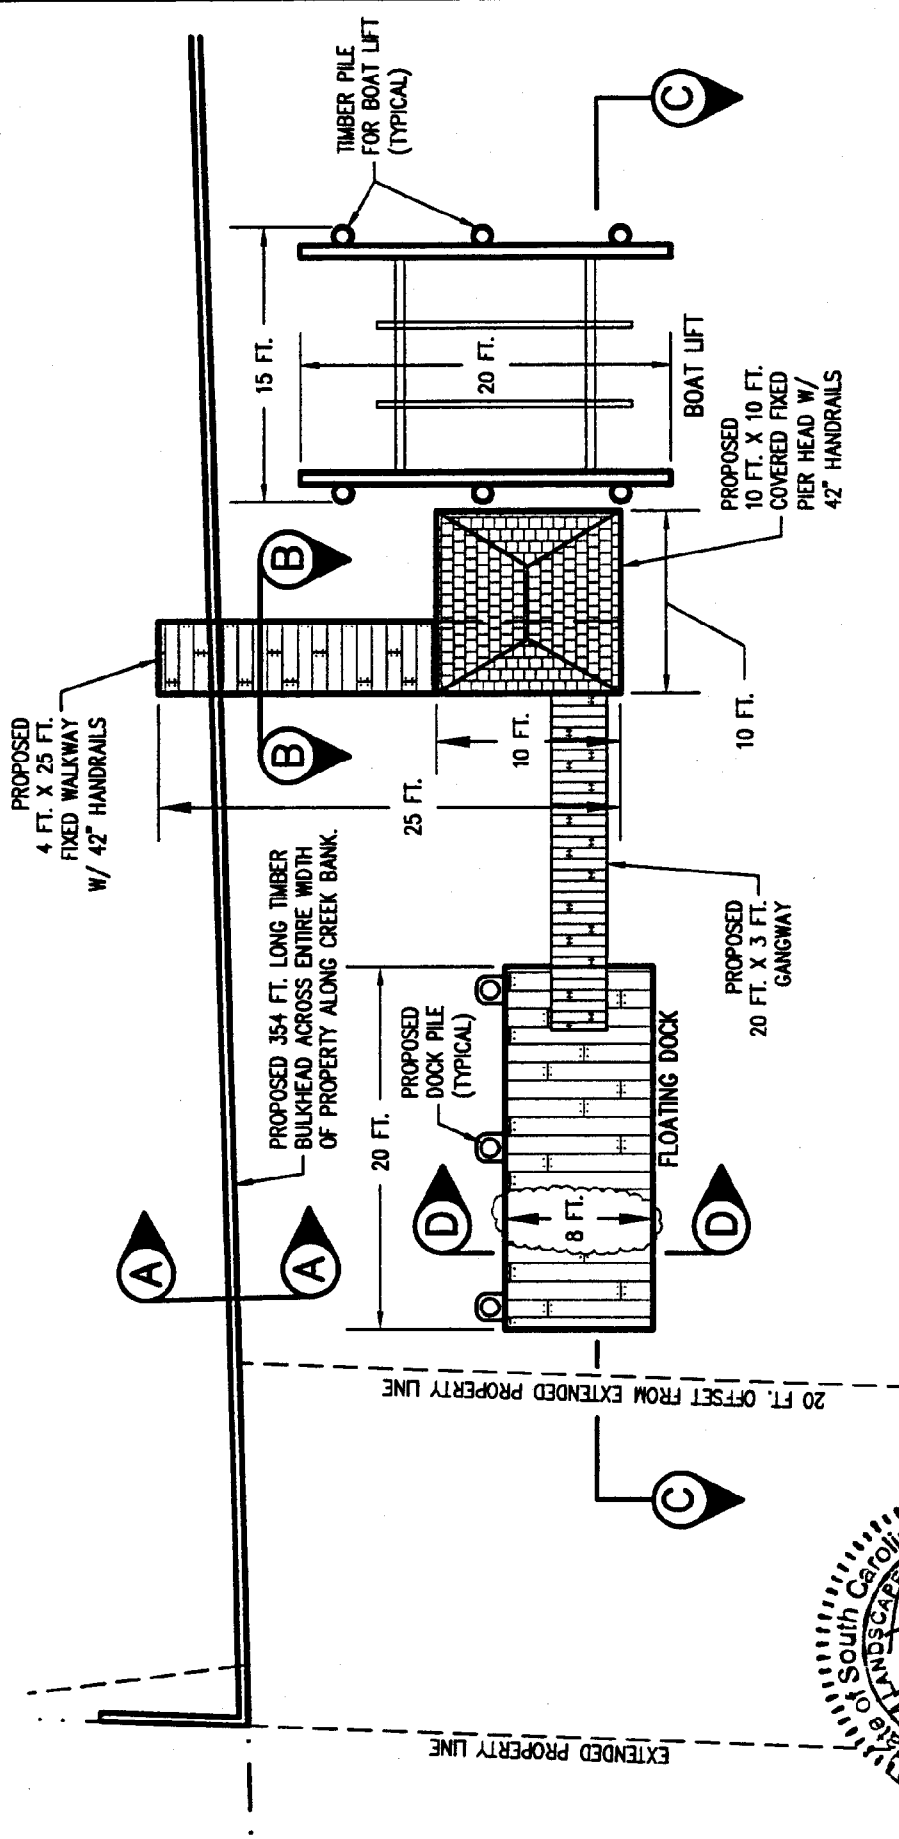 PROPOSED
4 FT. X 25 FT.
FIXED WALKWAY
W/ 42" HANDRAILS
TIMBER PILE
FOR BOAT LIFT
(TYPICAL)
15 FT.
20 FT.
BOAT LIFT
C
B
B
PROPOSED
10 FT. X 10 FT.
COVERED FIXED
PIER HEAD W/
42" HANDRAILS
10 FT.
10 FT.
25 FT.
PROPOSED 354 FT. LONG TIMBER
BULKHEAD ACROSS ENTIRE WIDTH
OF PROPERTY ALONG CREEK BANK.
PROPOSED
20 FT. X 3 FT.
GANGWAY
20 FT.
PROPOSED
DOCK PILE
(TYPICAL)
FLOATING DOCK
8 FT.
A
A
D
D
C
20 FT. OFFSET FROM EXTENDED PROPERTY LINE
EXTENDED PROPERTY LINE
of South
LANDSCAPE